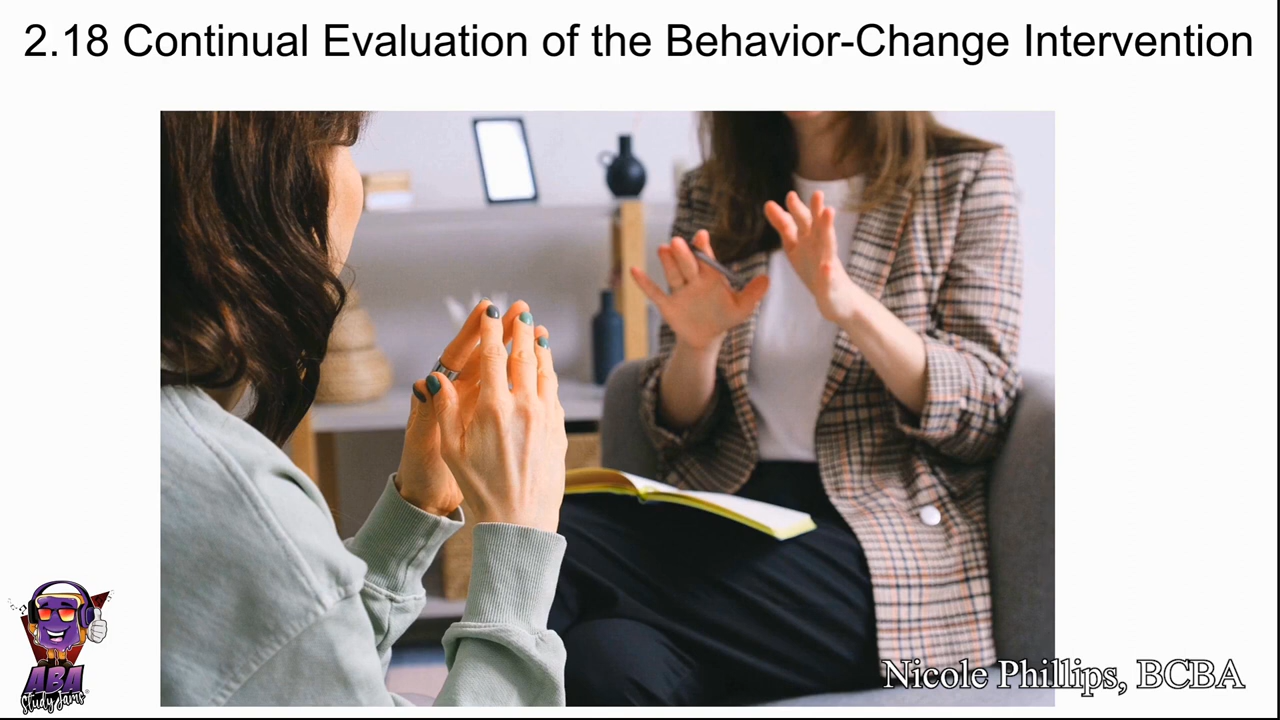 2.18 Continual Evaluation of the Behavior-Change Intervention
Nicole Phillips, BCBA
ABA
Study Jams